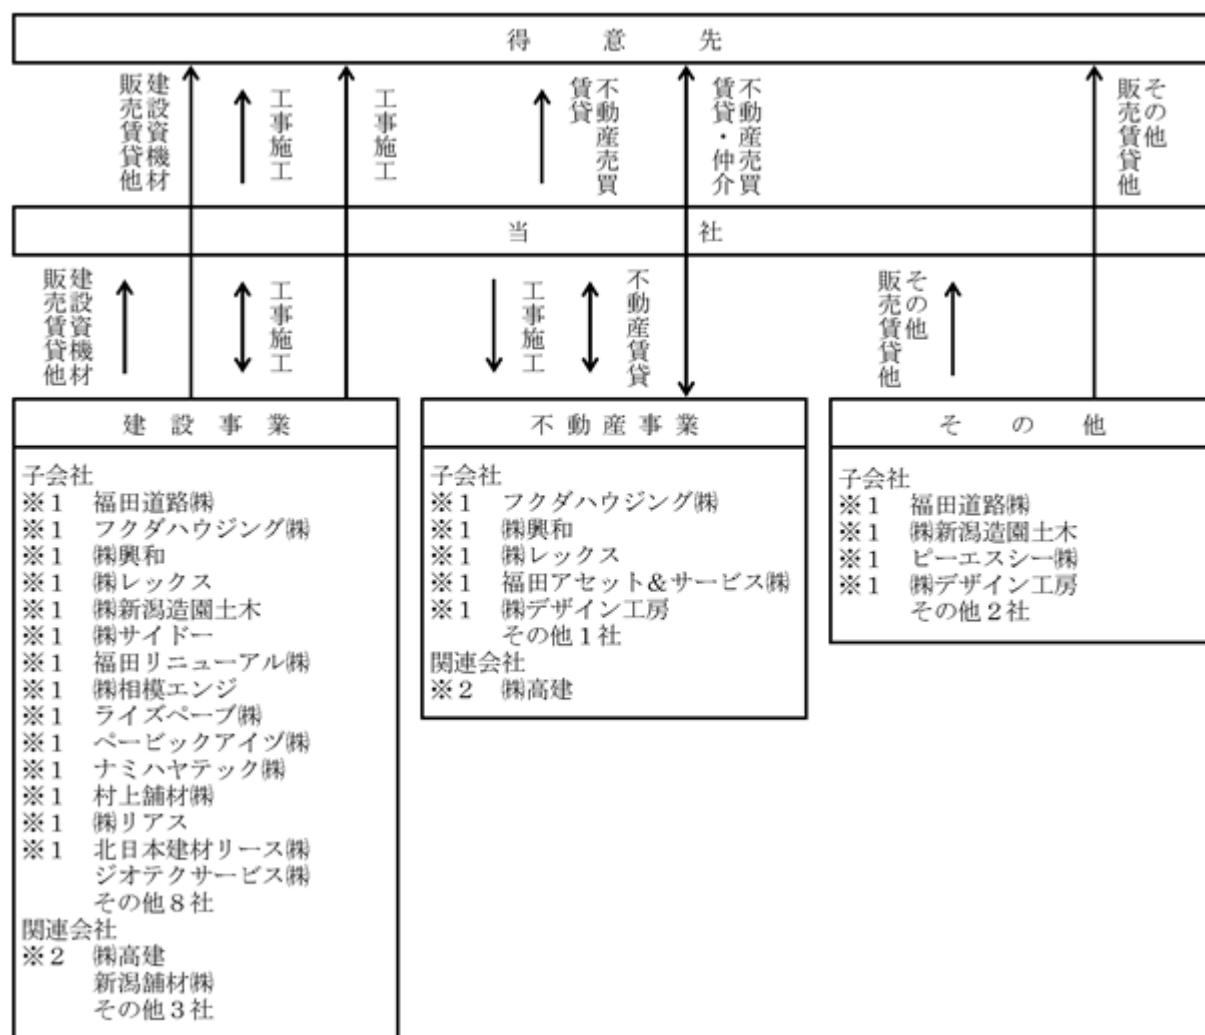 得意先
建設資機材
販売賃貸他
工事施工
工事施工
不動産売買
賃貸
不動産売買
賃貸・仲介
その他
販売賃貸他
当社
建設資機材
販売賃貸他
工事施工
工事施工
不動産賃貸
その他
販売賃貸他
建設事業
子会社
※1 福田道路㈱
※1 フクダハウジング㈱
※1 ㈱興和
※1 ㈱レックス
※1 ㈱新潟造園土木
※1 ㈱サイドー
※1 福田リニューアル㈱
※1 ㈱相模エンジ
※1 ライズペーブ㈱
※1 ペービックアイヅ㈱
※1 ナミハヤテック㈱
※1 村上舗材㈱
※1 ㈱リアス
※1 北日本建材リース㈱
ジオテクサービス㈱
その他8社
関連会社
※2 ㈱高建
新潟舗材㈱
その他3社
不動産事業
子会社
※1 フクダハウジング㈱
※1 ㈱興和
※1 ㈱レックス
※1 福田アセット&サービス㈱
※1 ㈱デザイン工房
その他1社
関連会社
※2 ㈱高建
その他
子会社
※1 福田道路㈱
※1 ㈱新潟造園土木
※1 ピーエスシー㈱
※1 ㈱デザイン工房
その他2社